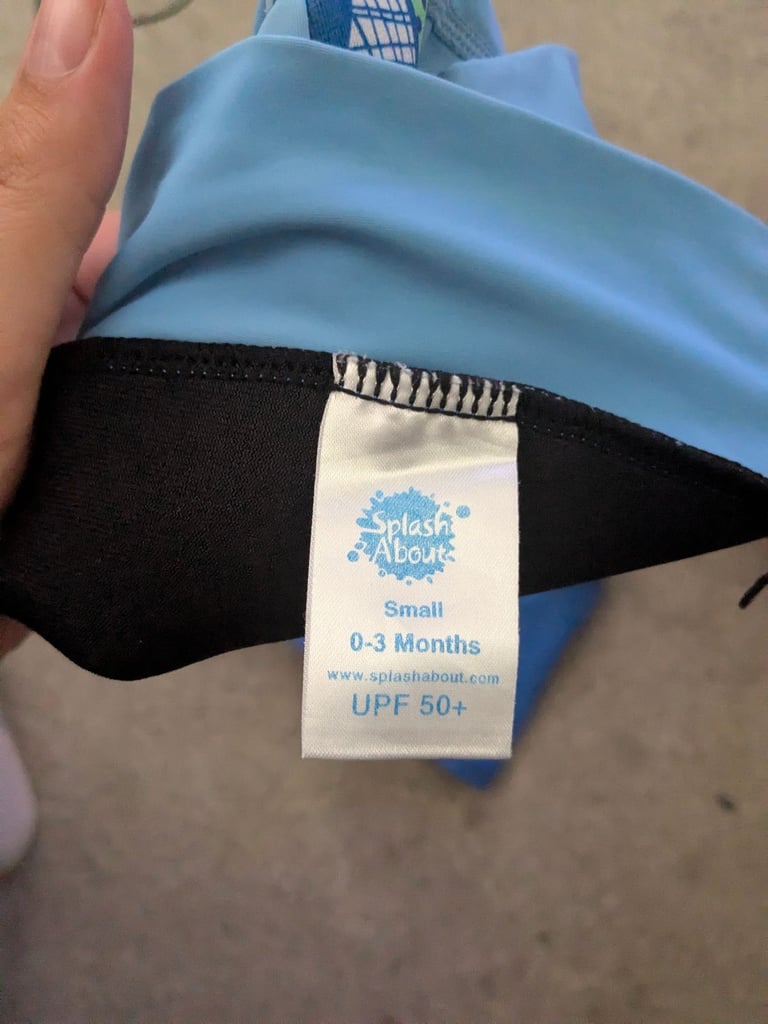 Splash
About
Small
0-3 Months
www.splashabout.com
UPF 50+